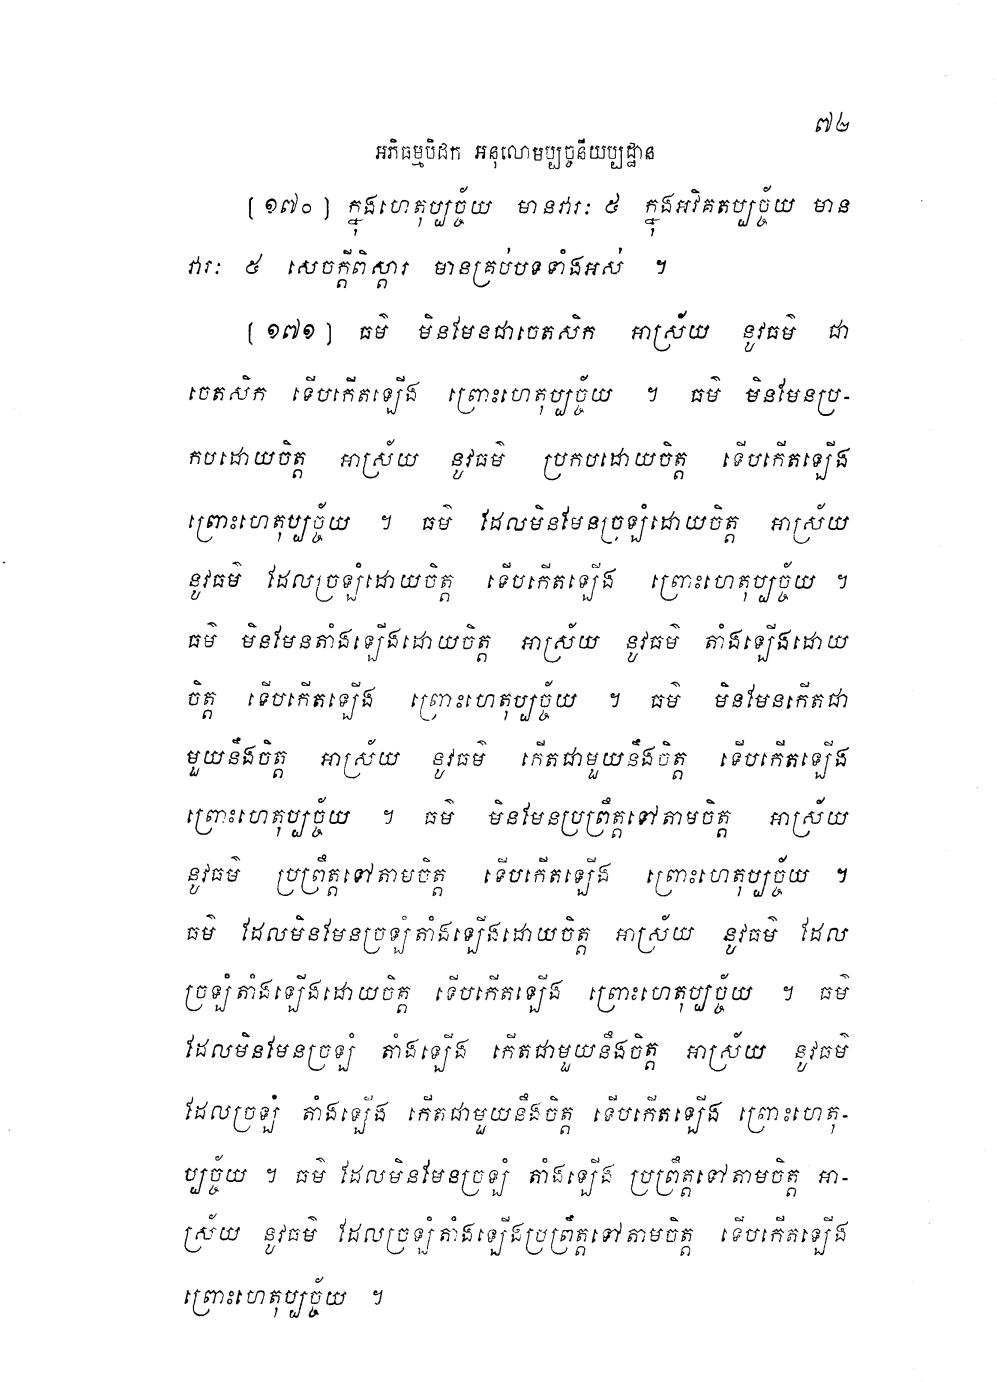 ៧៤
អភិធម្មបិដក អនុលោមប្បច្ចនីយប្បដ្ឋាន
[ ១៧០ ] ក្នុងហេតុប្បច្ច័យ មានវារៈ ៥ ក្នុងអវិគតប្បច្ច័យ មាន
វារៈ ៥ សេចក្តីពិស្តារ មានគ្រប់បទទាំងអស់ ។
[ ១៧១ ] ធម៌ មិនមែនជាចេតសិក អាស្រ័យ នូវធម៌ ជា
ចេតសិក ទើបកើតឡើង ព្រោះហេតុប្បច្ច័យ ។ ធម៌ មិនមែនប្រ-
កបដោយចិត្ត អាស្រ័យ នូវធម៌ ប្រកបដោយចិត្ត ទើបកើតឡើង
ព្រោះហេតុប្បច្ច័យ ។ ធម៌ ដែលមិនមែនច្រឡំដោយចិត្ត អាស្រ័យ
នូវធម៌ ដែលច្រឡំដោយចិត្ត ទើបកើតឡើង ព្រោះហេតុប្បច្ច័យ ។
ធម៌ មិនមែនតាំងឡើងដោយចិត្ត អាស្រ័យ នូវធម៌ តាំងឡើងដោយ
ចិត្ត ទើបកើតឡើង ព្រោះហេតុប្បច្ច័យ ។ ធម៌ មិនមែនកើតជា
មួយនឹងចិត្ត អាស្រ័យ នូវធម៌ កើតជាមួយនឹងចិត្ត ទើបកើតឡើង
ព្រោះហេតុប្បច្ច័យ ។ ធម៌ មិនមែនប្រព្រឹត្តទៅតាមចិត្ត អាស្រ័យ
នូវធម៌ ប្រព្រឹត្តទៅតាមចិត្ត ទើបកើតឡើង ព្រោះហេតុប្បច្ច័យ ។
ធម៌ ដែលមិនមែនច្រឡំតាំងឡើងដោយចិត្ត អាស្រ័យ នូវធម៌ ដែល
ច្រឡំតាំងឡើងដោយចិត្ត ទើបកើតឡើង ព្រោះហេតុប្បច្ច័យ ។ ធម៌
ដែលមិនមែនច្រឡំ តាំងឡើង កើតជាមួយនឹងចិត្ត អាស្រ័យ នូវធម៌
ដែលច្រឡំ តាំងឡើង កើតជាមួយនឹងចិត្ត ទើបកើតឡើង ព្រោះហេតុ-
ប្បច្ច័យ ។ ធម៌ ដែលមិនមែនច្រឡំ តាំងឡើង ប្រព្រឹត្តទៅតាមចិត្ត អា-
ស្រ័យ នូវធម៌ ដែលច្រឡំតាំងឡើងប្រព្រឹត្តទៅតាមចិត្ត ទើបកើតឡើង
ព្រោះហេតុប្បច្ច័យ ។